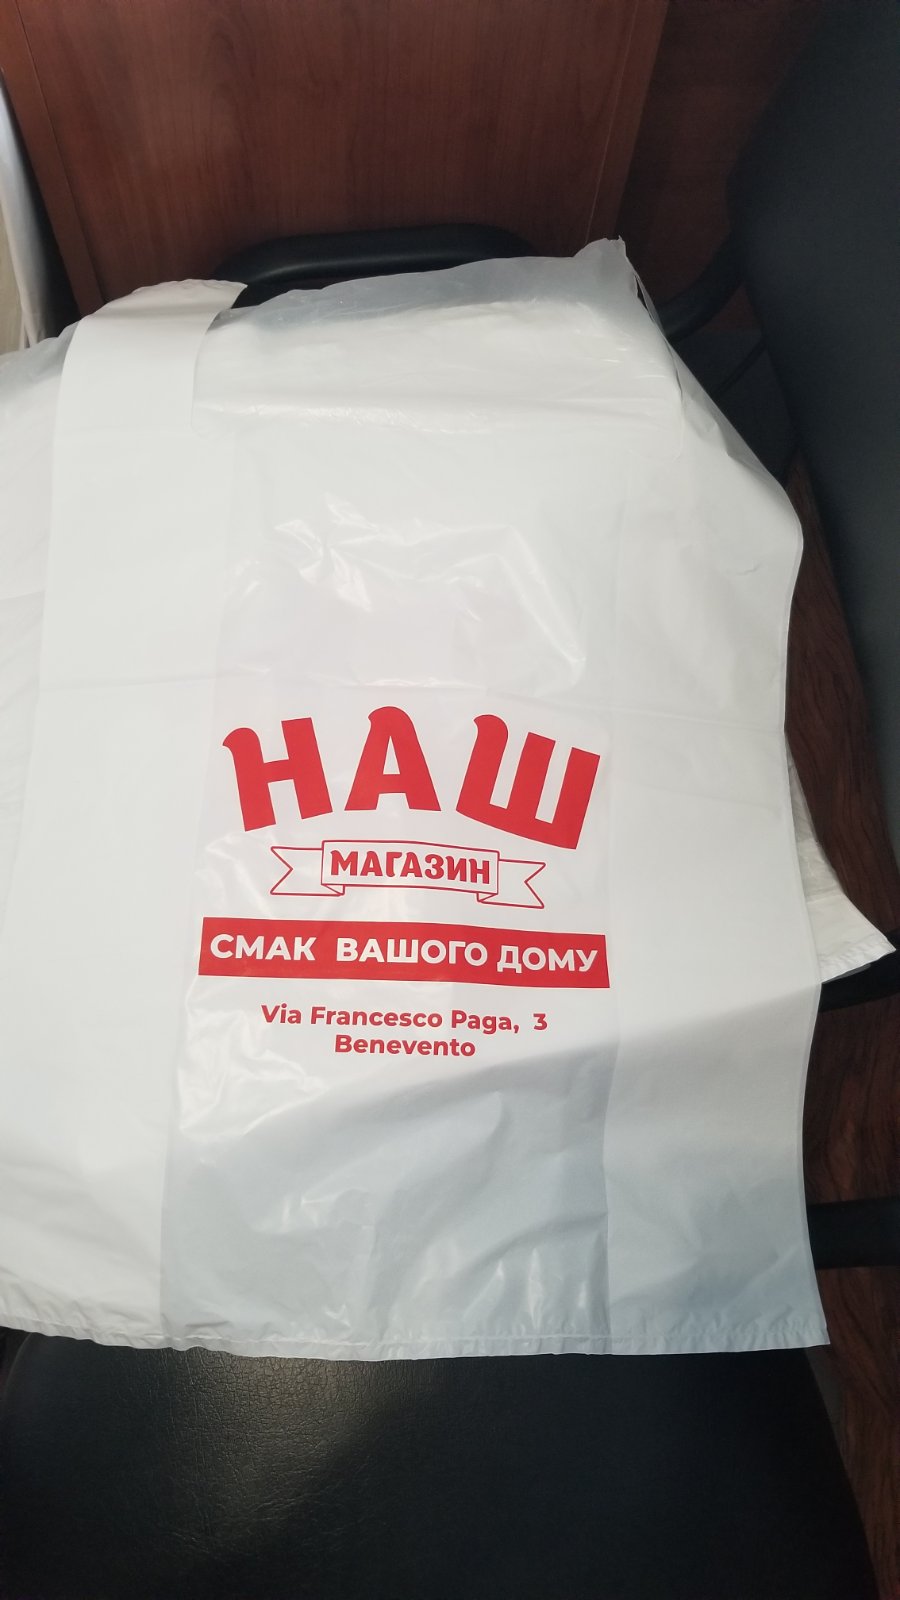 НАШ
МАГАЗИН
СМАК ВАШОГО ДОМУ
Via Francesco Paga, 3
Benevento